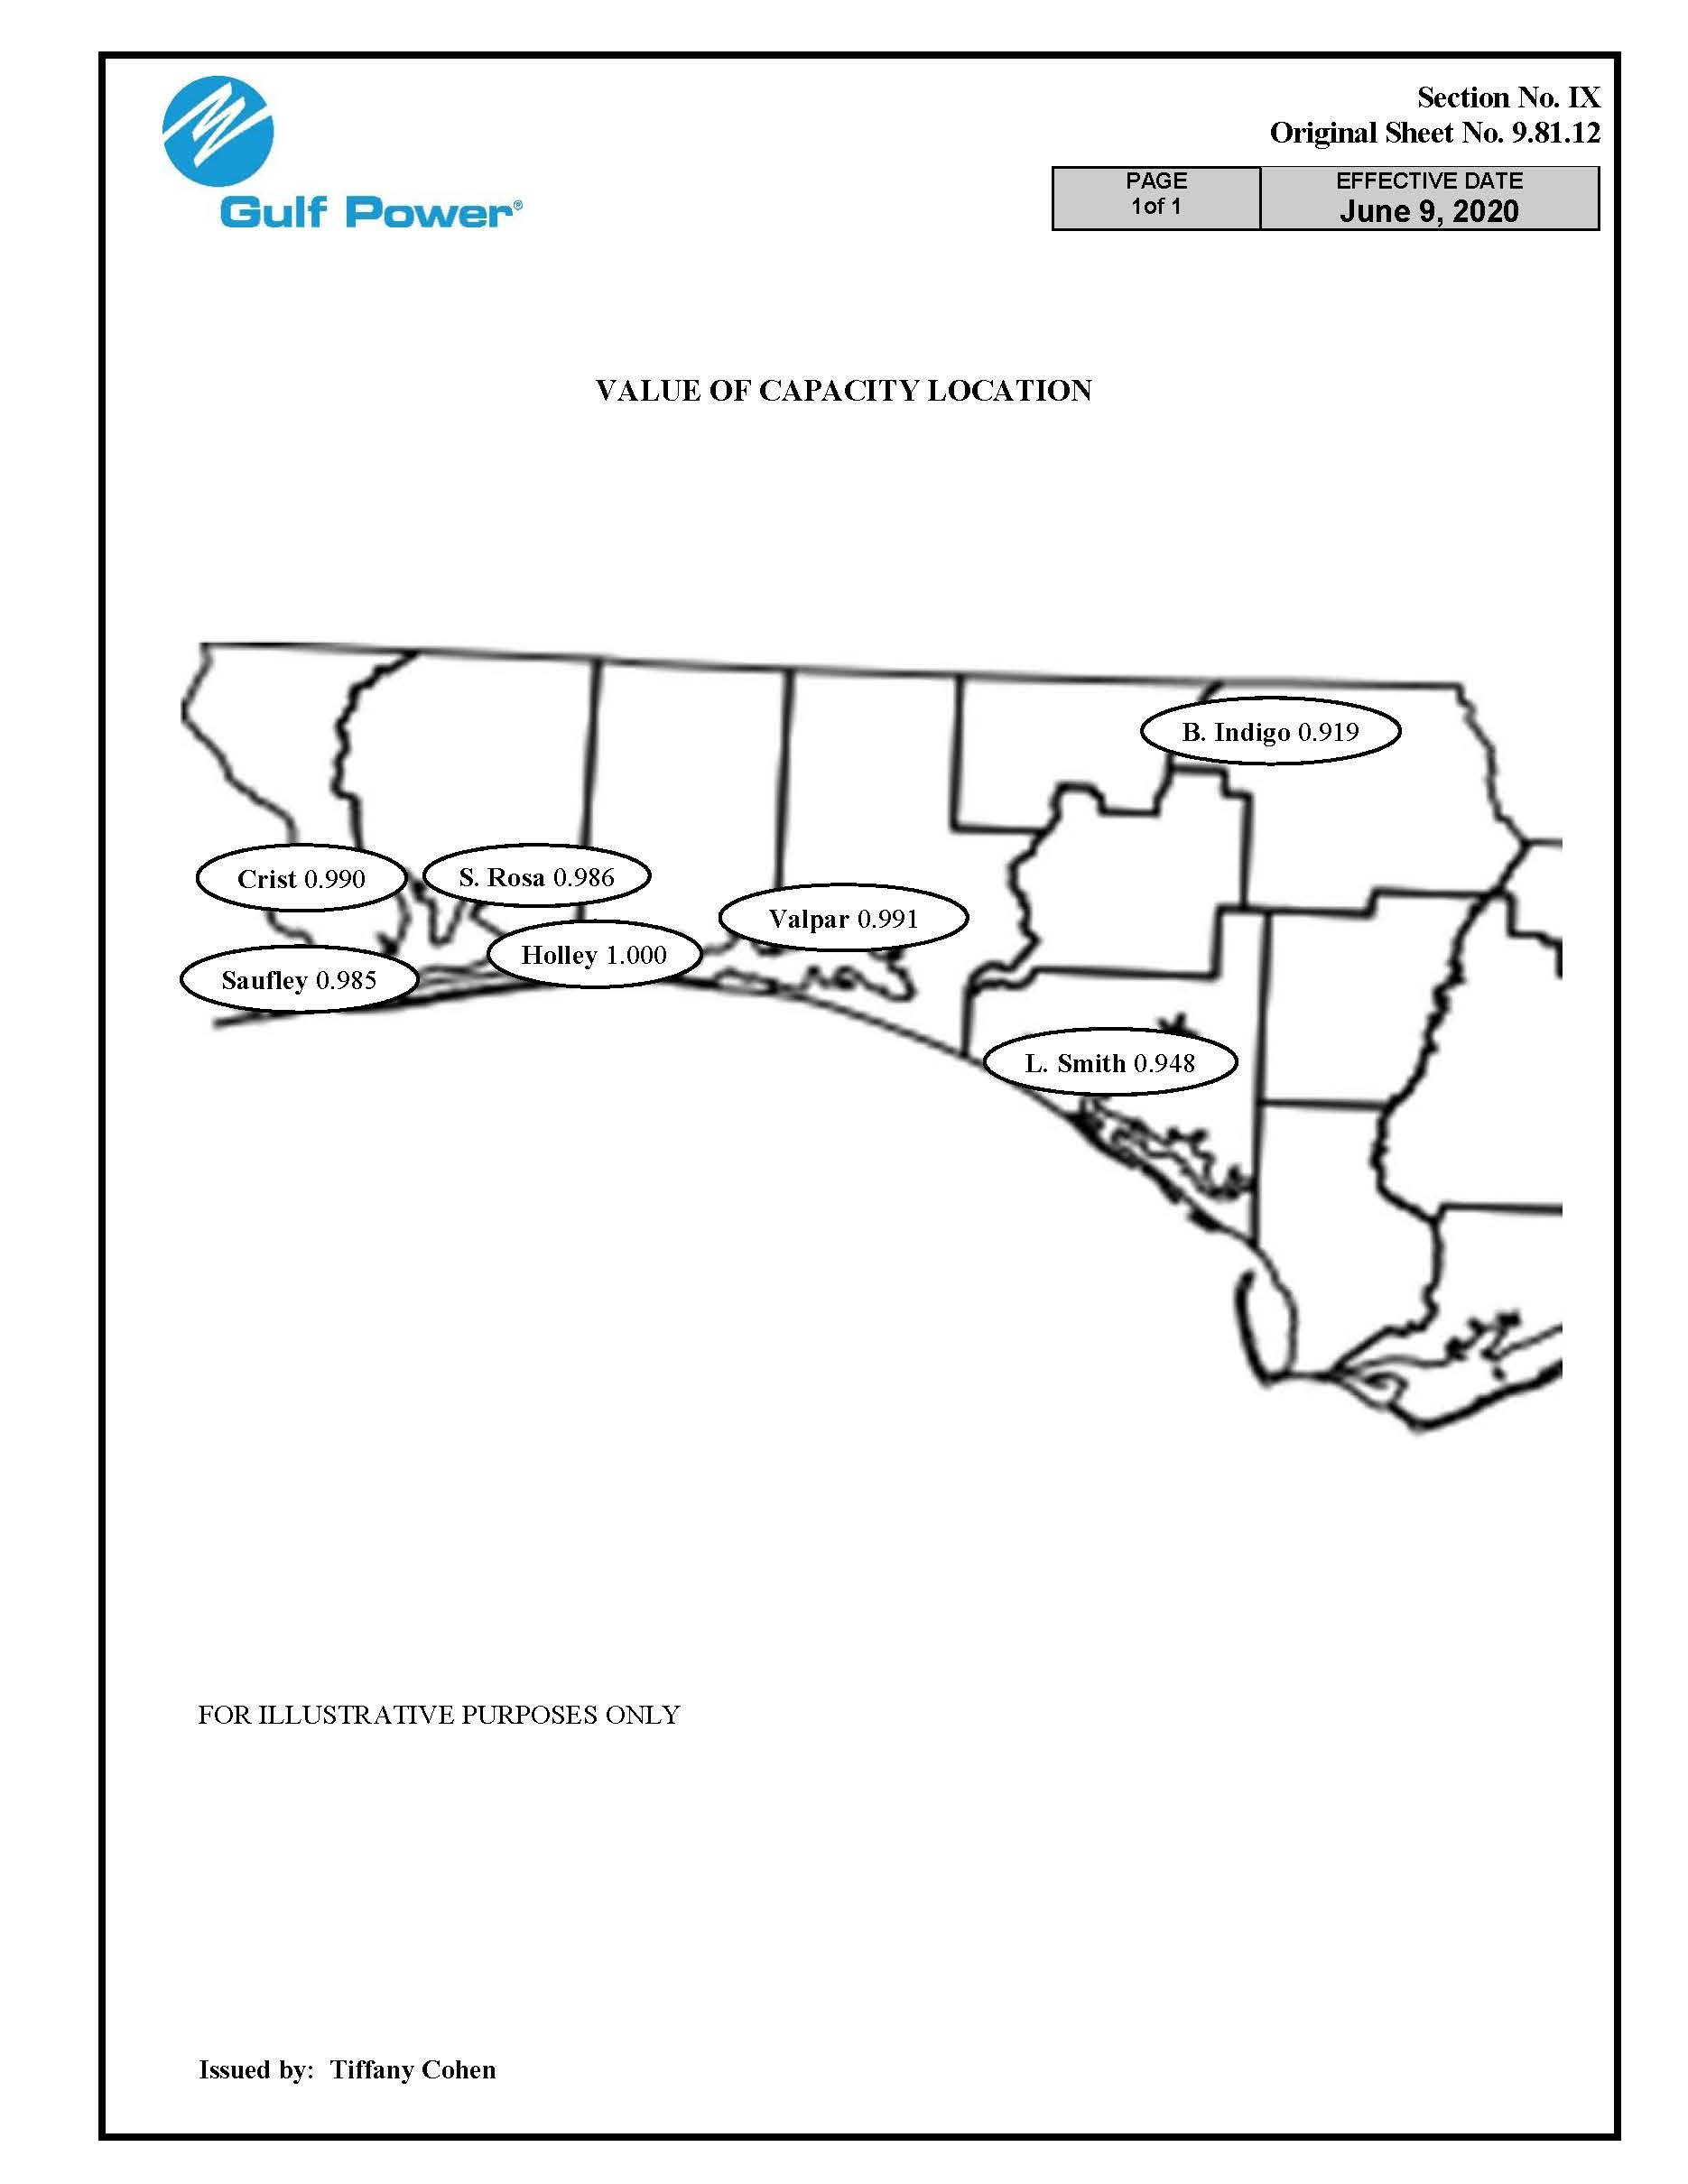 Section No. IX
Original Sheet No. 9.81.12
Gulf Power®
PAGE
1of 1
EFFECTIVE DATE
June 9, 2020
VALUE OF CAPACITY LOCATION
B. Indigo 0.919
Crist 0.990
S. Rosa 0.986
Valpar 0.991
Holley 1.000
Saufley 0.985
L. Smith 0.948
FOR ILLUSTRATIVE PURPOSES ONLY
Issued by: Tiffany Cohen